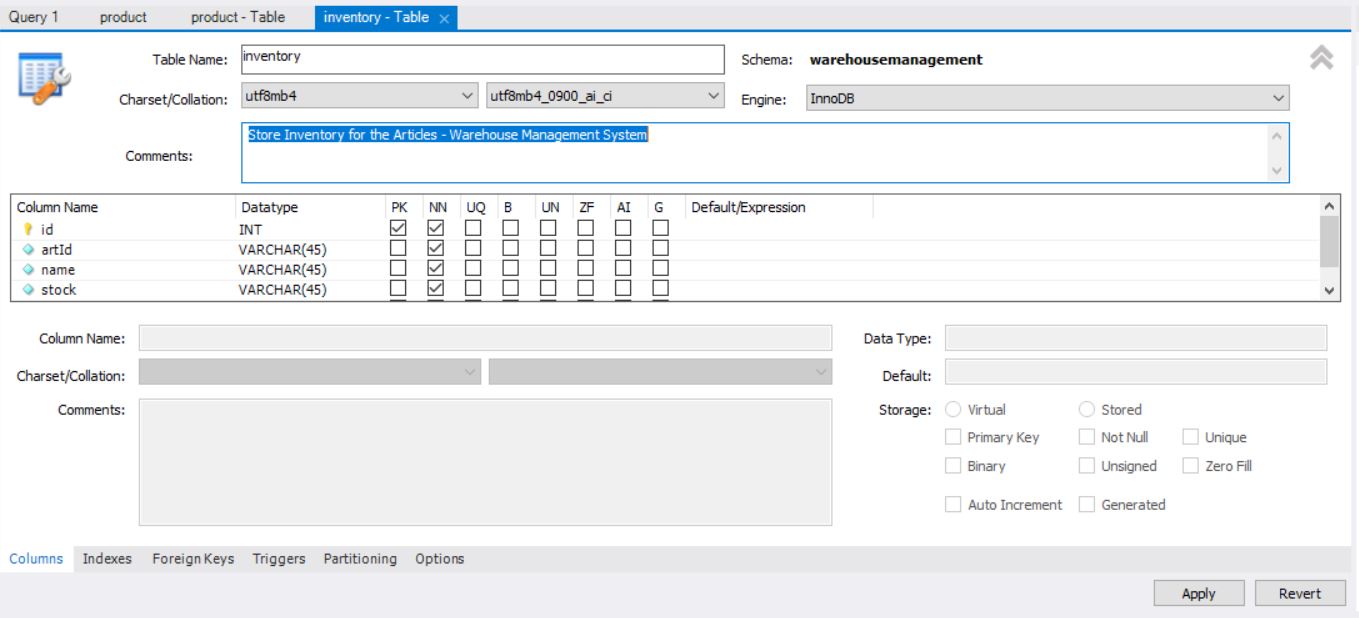 Query 1 product product - Table inventory - Table
Table Name: inventory Schema: warehousemanagement
Charset/Collation: utf8mb4 utf8mb4_0900_ai_ci Engine: InnoDB
Store Inventory for the Articles - Warehouse Management System
Comments:
Column Name Datatype PK NN UQ B UN ZF AI G Default/Expression
id INT
artId VARCHAR(45)
name VARCHAR(45)
stock VARCHAR(45)
Column Name: Data Type:
Charset/Collation: Default:
Comments: Storage: Virtual Stored
Primary Key Not Null Unique
Binary Unsigned Zero Fill
Auto Increment Generated
Columns Indexes Foreign Keys Triggers Partitioning Options
Apply Revert